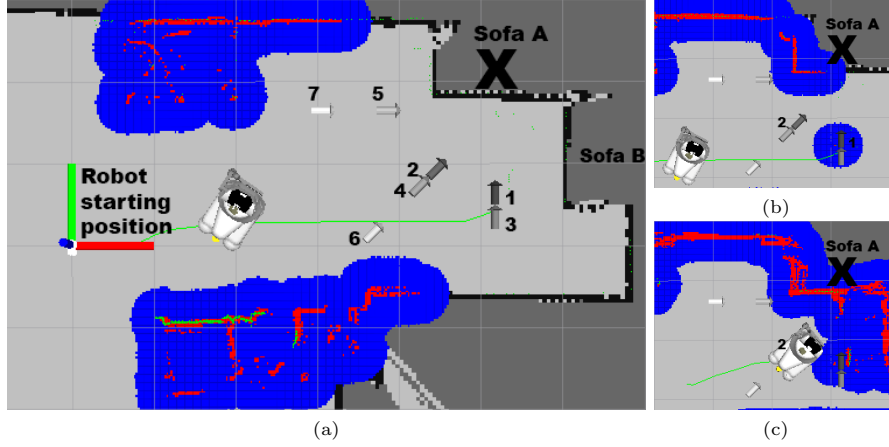 Sofa A
X
7
5
2
4
1
3
6
Sofa B
Robot
starting
position
(a)
Sofa A
X
2
1
(b)
Sofa A
X
2
(c)